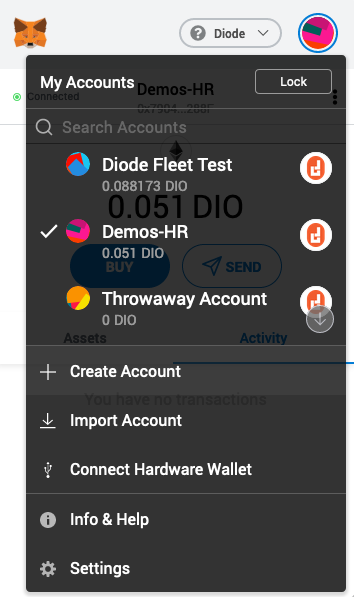 Diode
My Accounts
Lock
Demos-HR
Connected
Search Accounts
Diode Fleet Test
0.088173 DIO
0.051 DIO
Demos-HR
0.051 DIO
BUY
SEND
Throwaway Account
0 DIO
Assets
Activity
Create Account
You have no transactions
Import Account
Connect Hardware Wallet
Info & Help
Settings